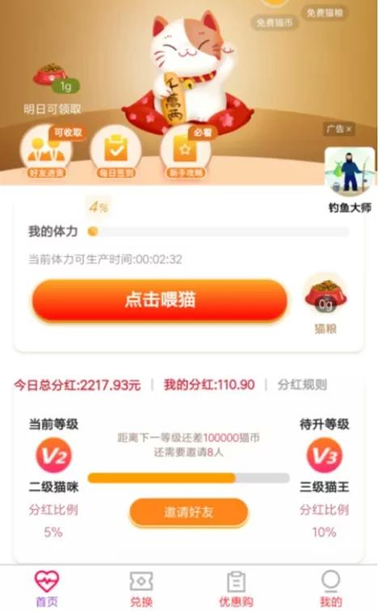 免费猫币
免费猫粮
1g
明日可领取
千萬两
可收取
必看
好友进贡
每日签到
新手攻略
广告 ×
钓鱼大师
4%
我的体力
当前体力可生产时间:00:02:32
点击喂猫
0g
猫粮
今日总分红:2217.93元 | 我的分红:110.90 | 分红规则
当前等级
待升等级
距离下一等级还差100000猫币
还需要邀请8人
V2
V3
二级猫咪
三级猫王
分红比例
邀请好友
分红比例
5%
10%
首页
兑换
优惠购
我的